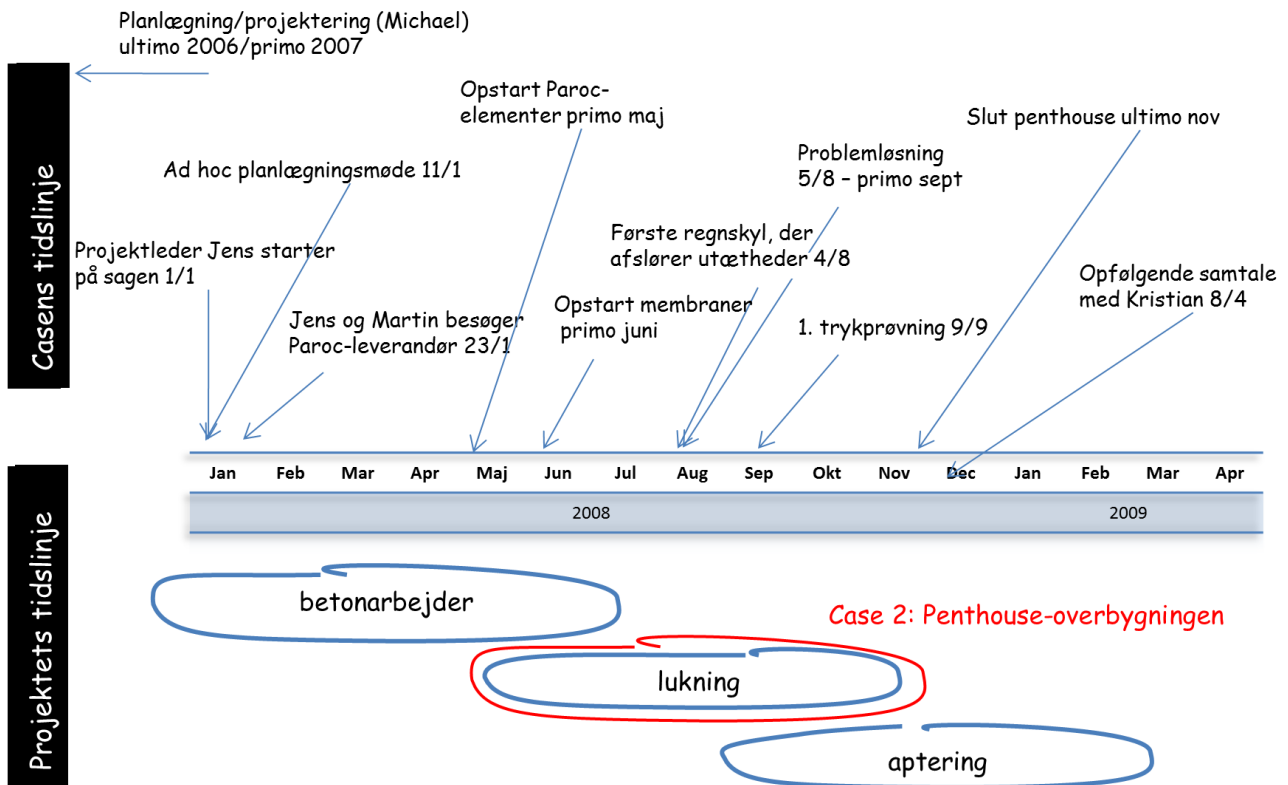 Planlægning/projektering (Michael)
ultimo 2006/primo 2007
Casens tidslinje
Opstart Paroc-
elementer primo maj
Slut penthouse ultimo nov
Ad hoc planlægningsmøde 11/1
Problemløsning
5/8 – primo sept
Projektleder Jens starter
på sagen 1/1
Første regnskyl, der
afslører utætheder 4/8
Opfølgende samtale
med Kristian 8/4
Jens og Martin besøger
Paroc-leverandør 23/1
Opstart membraner
primo juni
1. trykprøvning 9/9
Jan Feb Mar Apr Maj Jun Jul Aug Sep Okt Nov Dec Jan Feb Mar Apr
2008 2009
Projektets tidslinje
betonarbejder
Case 2: Penthouse-overbygningen
lukning
aptering